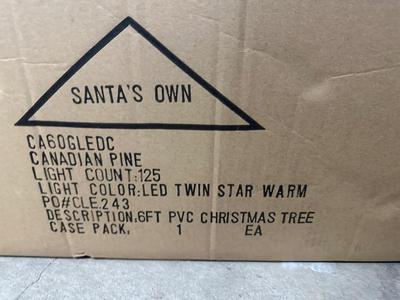 SANTA'S OWN
CA60GLEDC
CANADIAN PINE
LIGHT COUNT:125
LIGHT COLOR:LED TWIN STAR WARM
PO#CLE.243
DESCRIPTION.6FT PVC CHRISTMAS TREE
CASE PACK. 1 EA